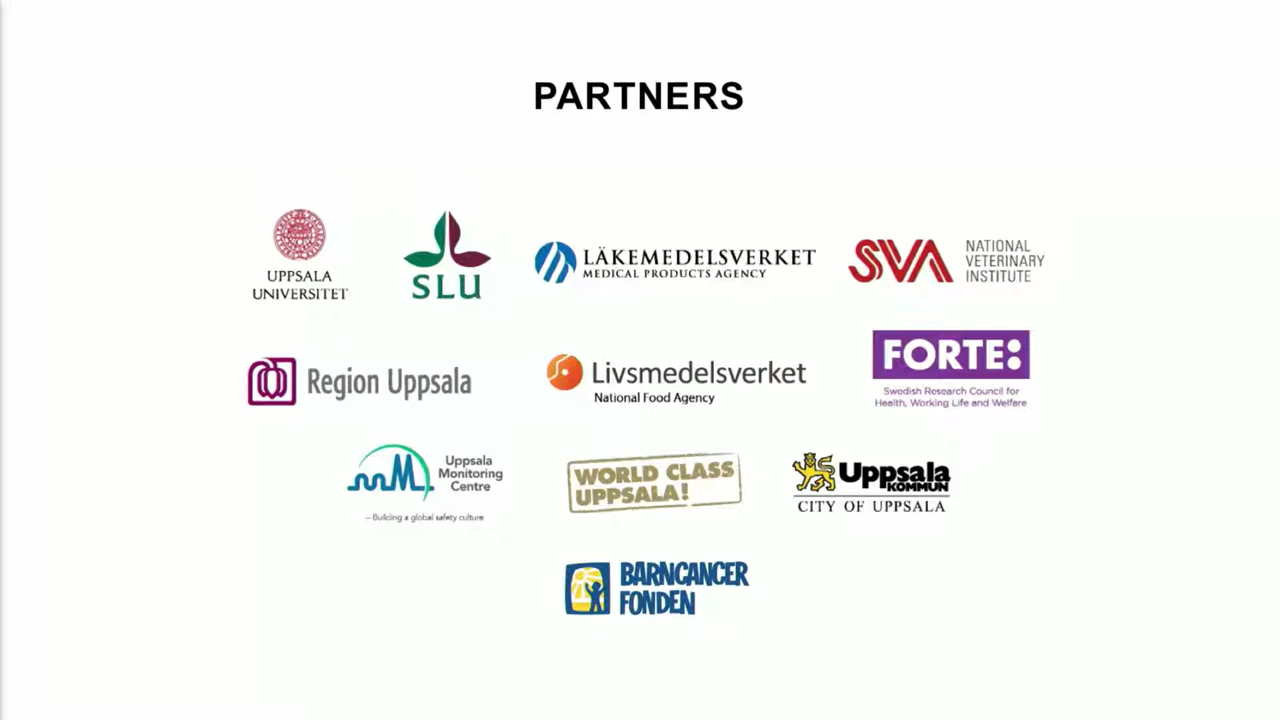 PARTNERS
UPPSALA
UNIVERSITET
SLU
LÄKEMEDELSVERKET
MEDICAL PRODUCTS AGENCY
SVA
NATIONAL
VETERINARY
INSTITUTE
Region Uppsala
Livsmedelsverket
National Food Agency
FORTE:
Swedish Research Council for
Health, Working Life and Welfare
Uppsala
Monitoring
Centre
– Building a global safety culture
WORLD CLASS
UPPSALA!
Uppsala
KOMMUN
CITY OF UPPSALA
BARNCANCER
FONDEN